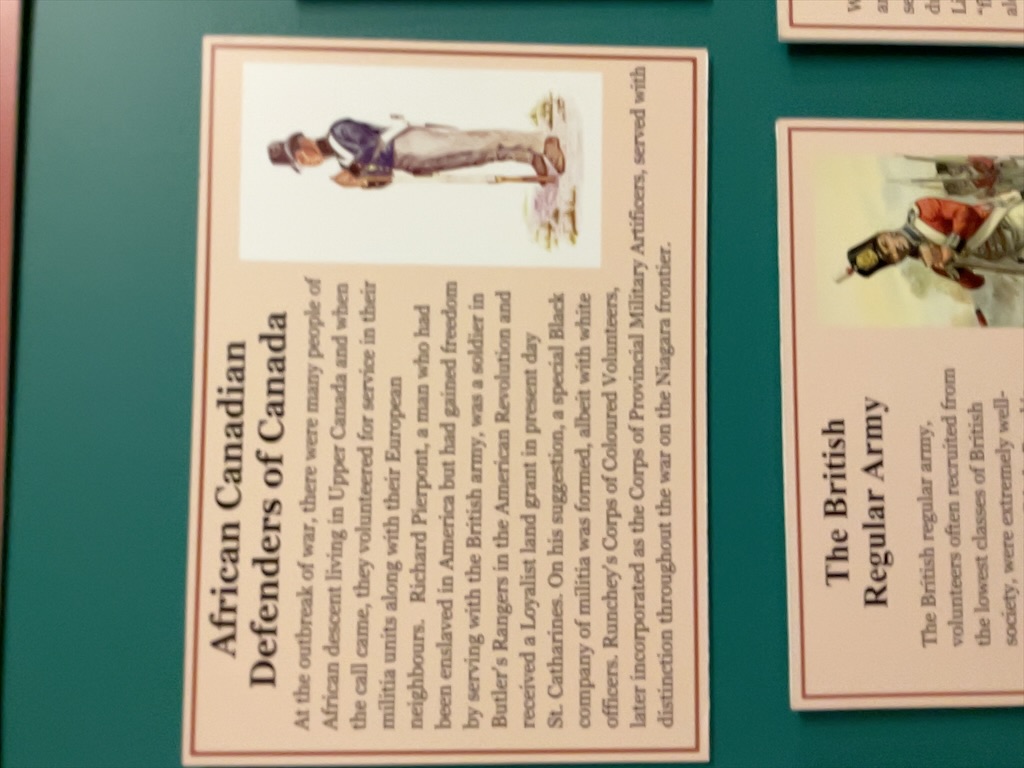 African Canadian
Defenders of Canada
At the outbreak of war, there were many people of
African descent living in Upper Canada and when
the call came, they volunteered for service in their
militia units along with their European
neighbours. Richard Pierpont, a man who had
been enslaved in America but had gained freedom
by serving with the British army, was a soldier in
Butler's Rangers in the American Revolution and
received a Loyalist land grant in present day
St. Catharines. On his suggestion, a special Black
company of militia was formed, albeit with white
officers. Runchey's Corps of Coloured Volunteers,
later incorporated as the Corps of Provincial Military Artificers, served with
distinction throughout the war on the Niagara frontier.
The British
Regular Army
The British regular army,
volunteers often recruited from
the lowest classes of British
society, were extremely well-